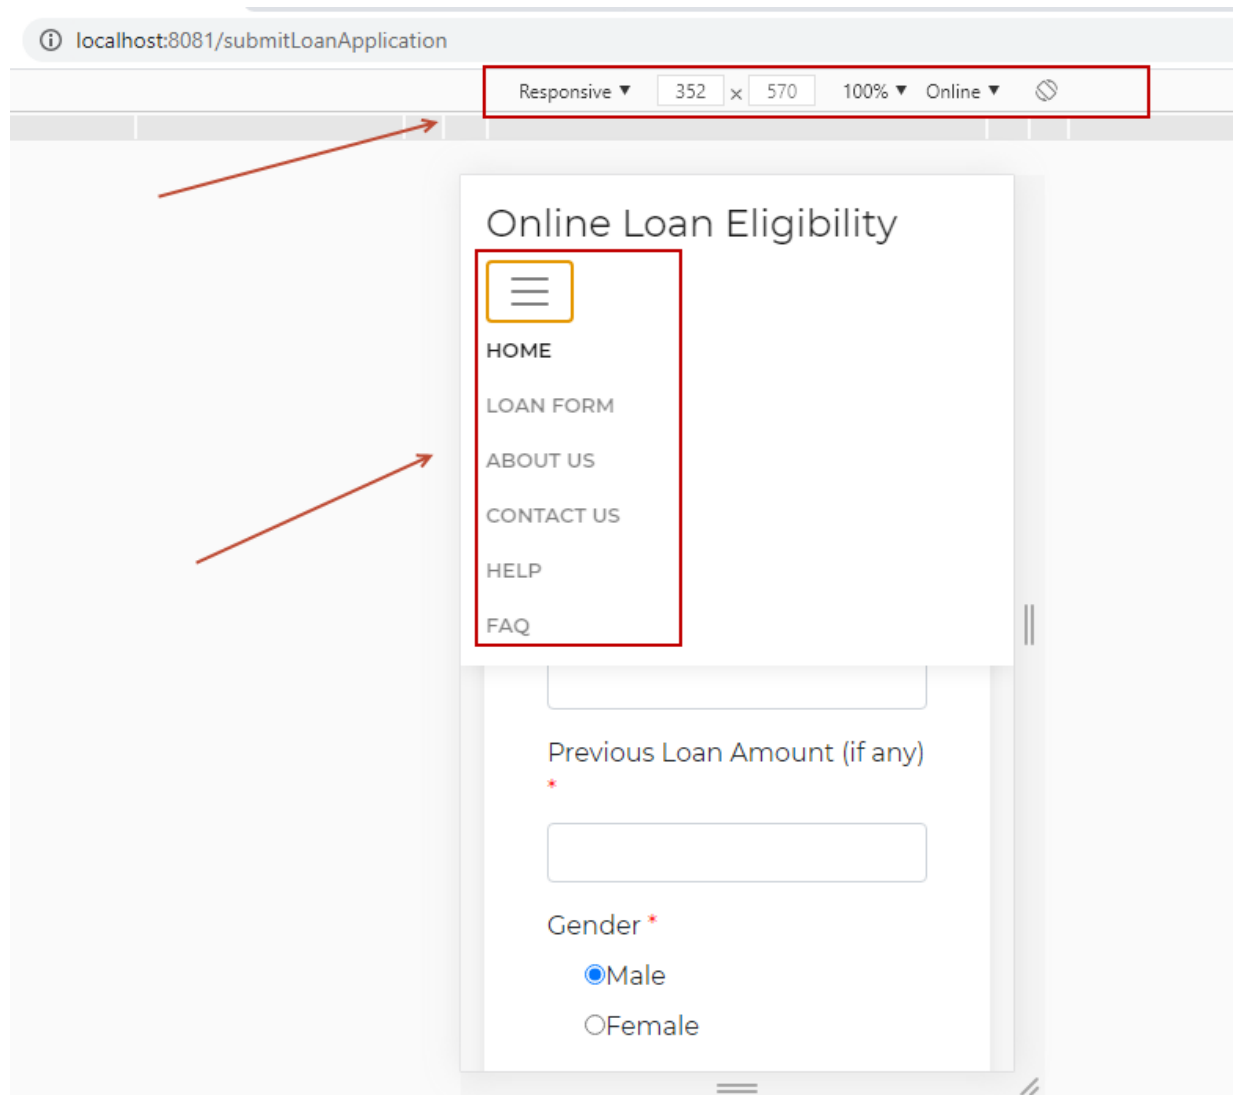 localhost:8081/submitLoanApplication
Responsive ▼ 352 × 570 100% ▼ Online ▼
Online Loan Eligibility
HOME
LOAN FORM
ABOUT US
CONTACT US
HELP
FAQ
Previous Loan Amount (if any)
*
Gender *
Male
Female